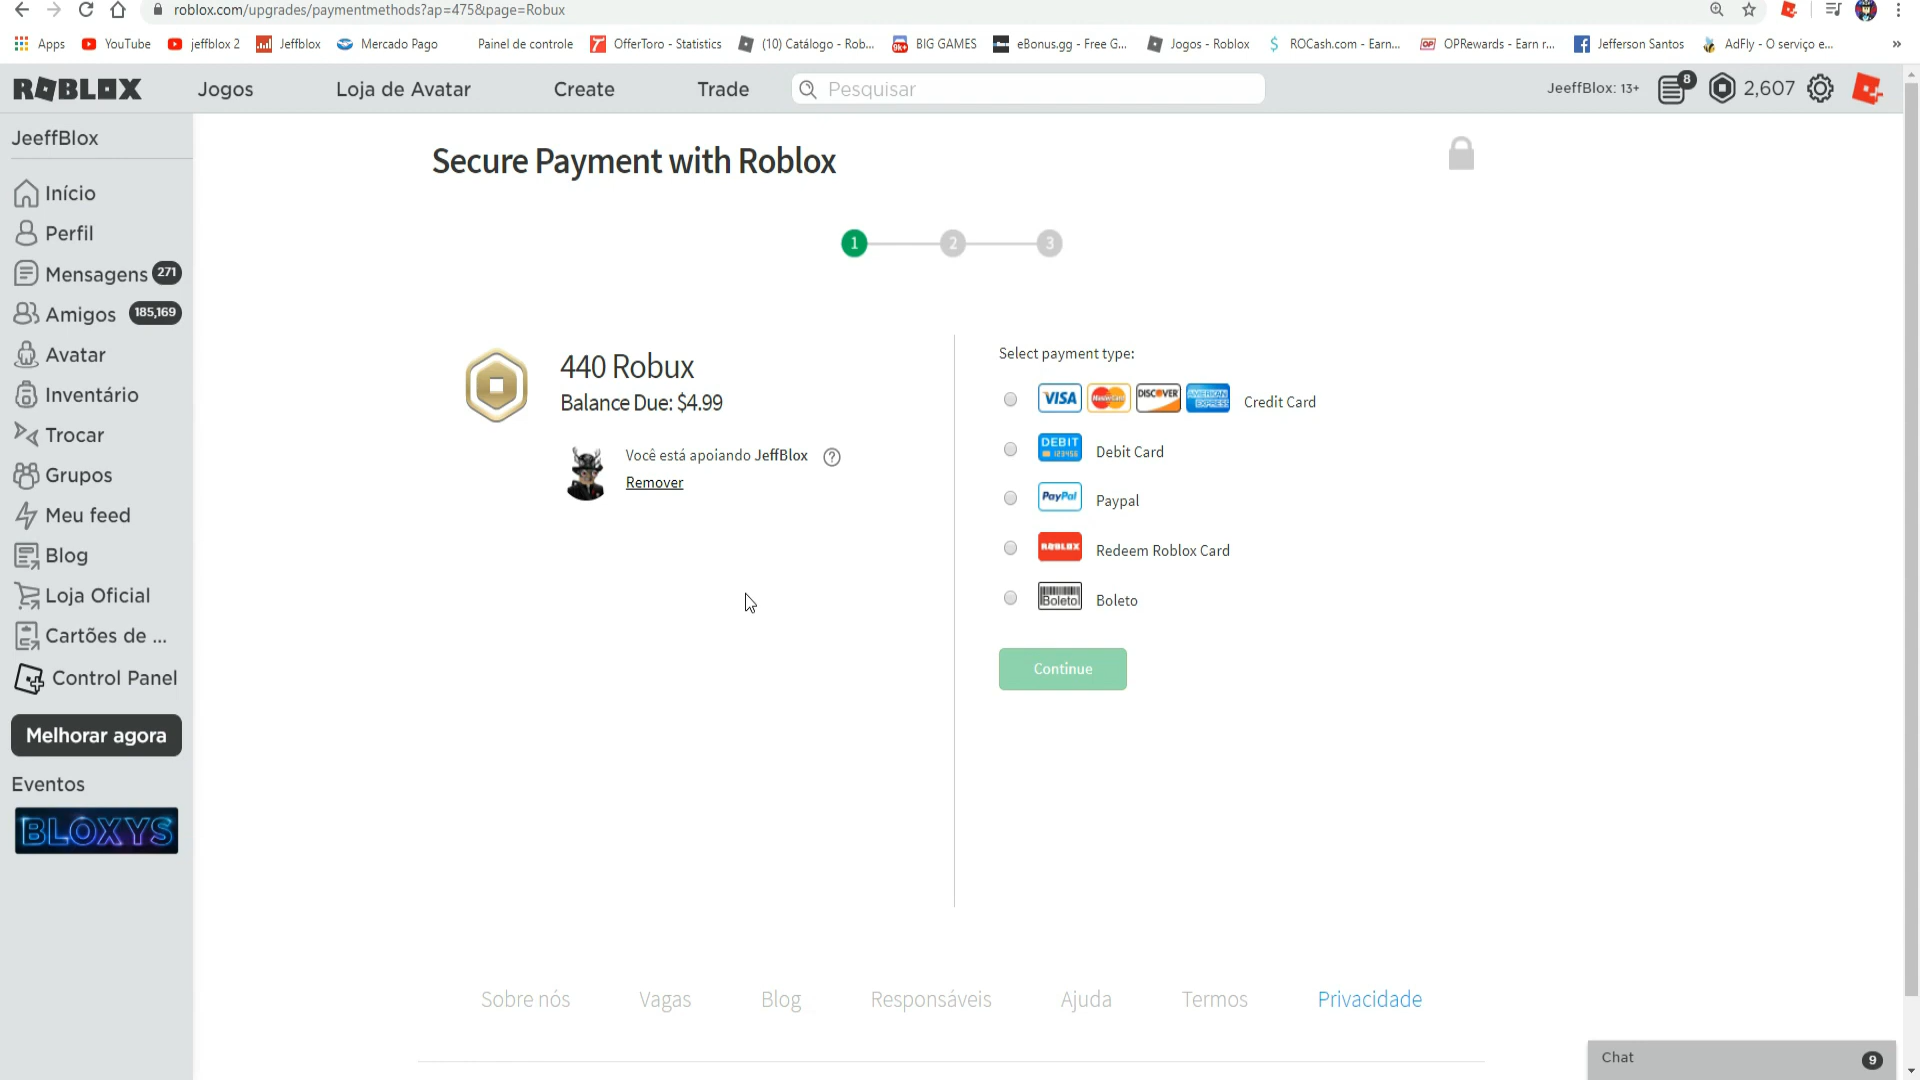 roblox.com/upgrades/paymentmethods?ap=475&page=Robux
Apps YouTube jeffblox 2 Jeffblox Mercado Pago Painel de controle OfferToro - Statistics (10) Catálogo - Rob... BIG GAMES eBonus.gg - Free G... Jogos - Roblox ROCash.com - Earn... OPRewards - Earn r... Jefferson Santos AdFly - O serviço e... »
ROBLOX Jogos Loja de Avatar Create Trade Pesquisar JeeffBlox: 13+ 8 2,607
JeeffBlox
Início
Perfil
Mensagens 271
Amigos 185,169
Avatar
Inventário
Trocar
Grupos
Meu feed
Blog
Loja Oficial
Cartões de ...
Control Panel
Melhorar agora
Eventos
BLOXYS
Secure Payment with Roblox
1 2 3
440 Robux
Balance Due: $4.99
Você está apoiando JeffBlox ?
Remover
Select payment type:
VISA MasterCard DISCOVER AMERICAN EXPRESS Credit Card
DEBIT 123456 Debit Card
PayPal Paypal
ROBLOX Redeem Roblox Card
Boleto Boleto
Continue
Sobre nós Vagas Blog Responsáveis Ajuda Termos Privacidade
Chat 9